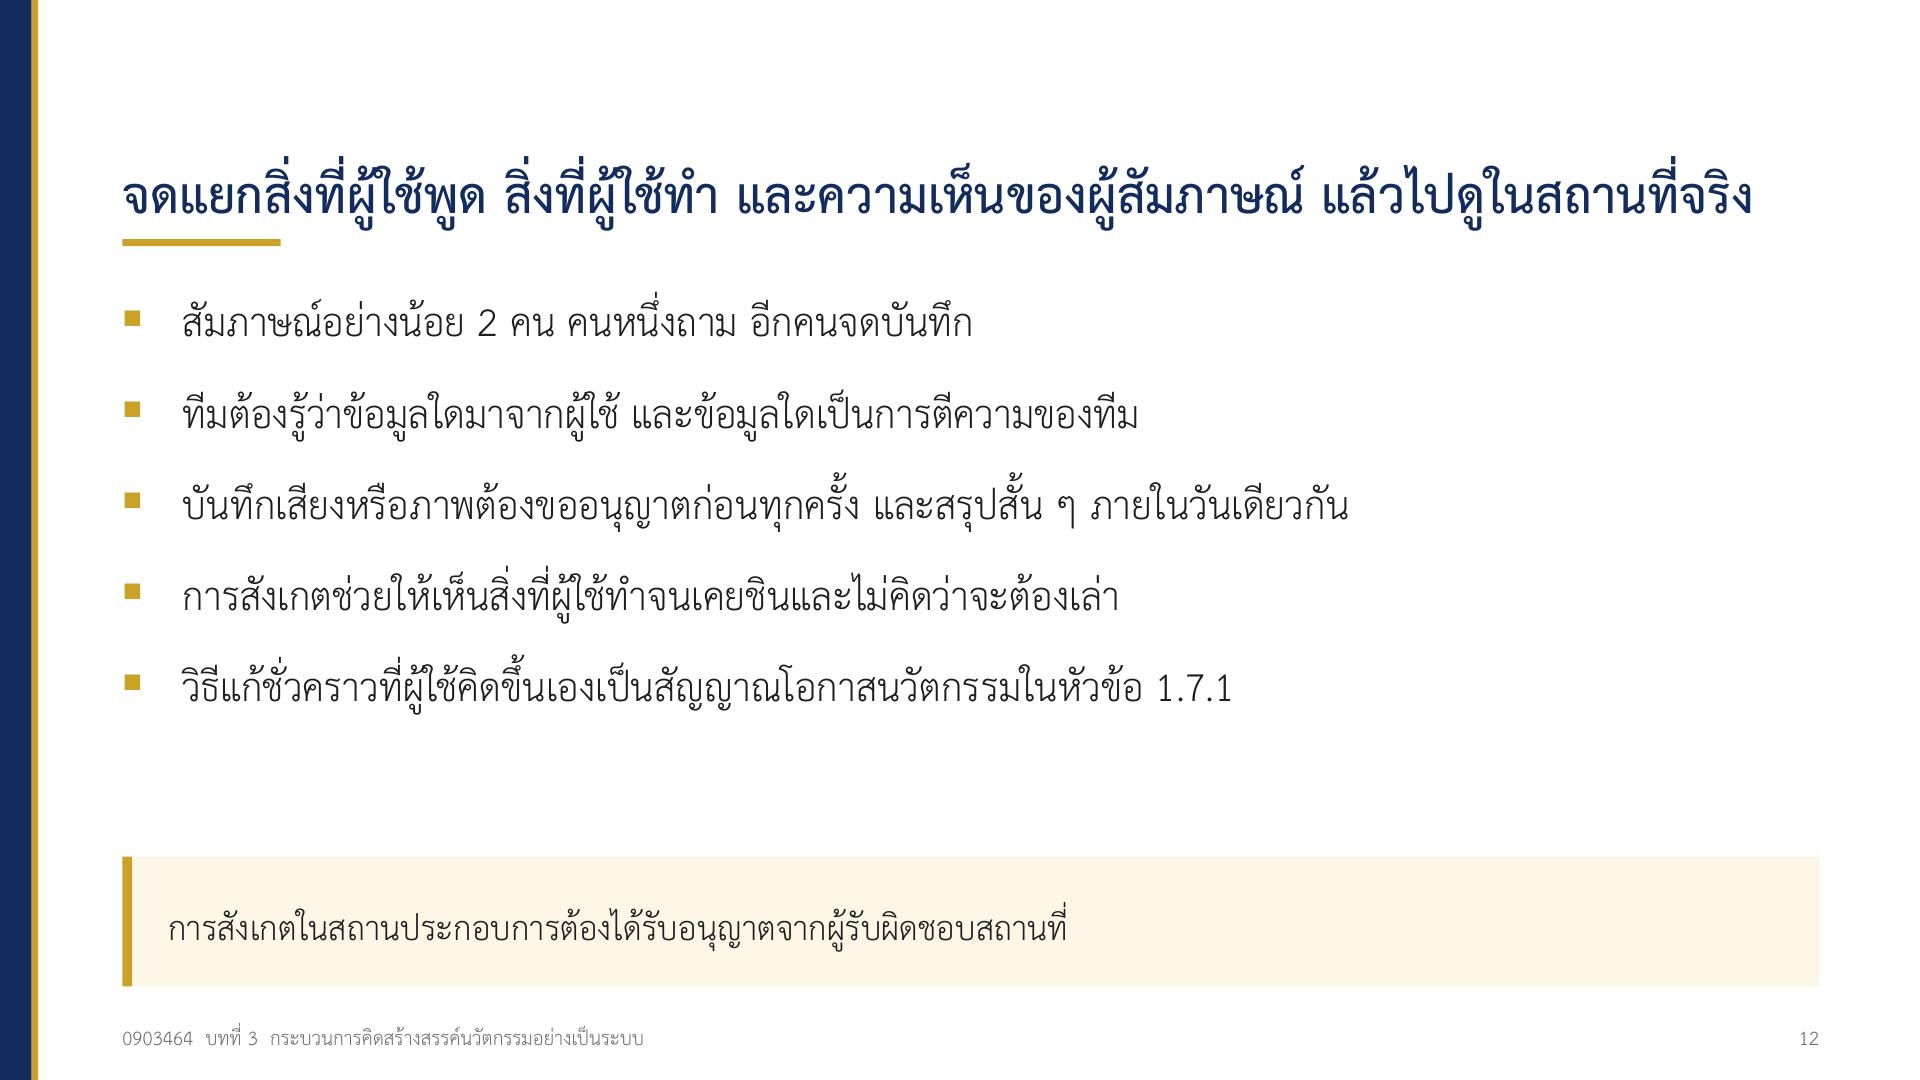 จดแยกสิ่งที่ผู้ใช้พูด สิ่งที่ผู้ใช้ทำ และความเห็นของผู้สัมภาษณ์ แล้วไปดูในสถานที่จริง
สัมภาษณ์อย่างน้อย 2 คน คนหนึ่งถาม อีกคนจดบันทึก
ทีมต้องรู้ว่าข้อมูลใดมาจากผู้ใช้ และข้อมูลใดเป็นการตีความของทีม
บันทึกเสียงหรือภาพต้องขออนุญาตก่อนทุกครั้ง และสรุปสั้น ๆ ภายในวันเดียวกัน
การสังเกตช่วยให้เห็นสิ่งที่ผู้ใช้ทำจนเคยชินและไม่คิดว่าจะต้องเล่า
วิธีแก้ชั่วคราวที่ผู้ใช้คิดขึ้นเองเป็นสัญญาณโอกาสนวัตกรรมในหัวข้อ 1.7.1
การสังเกตในสถานประกอบการต้องได้รับอนุญาตจากผู้รับผิดชอบสถานที่
0903464 บทที่ 3 กระบวนการคิดสร้างสรรค์นวัตกรรมอย่างเป็นระบบ
12